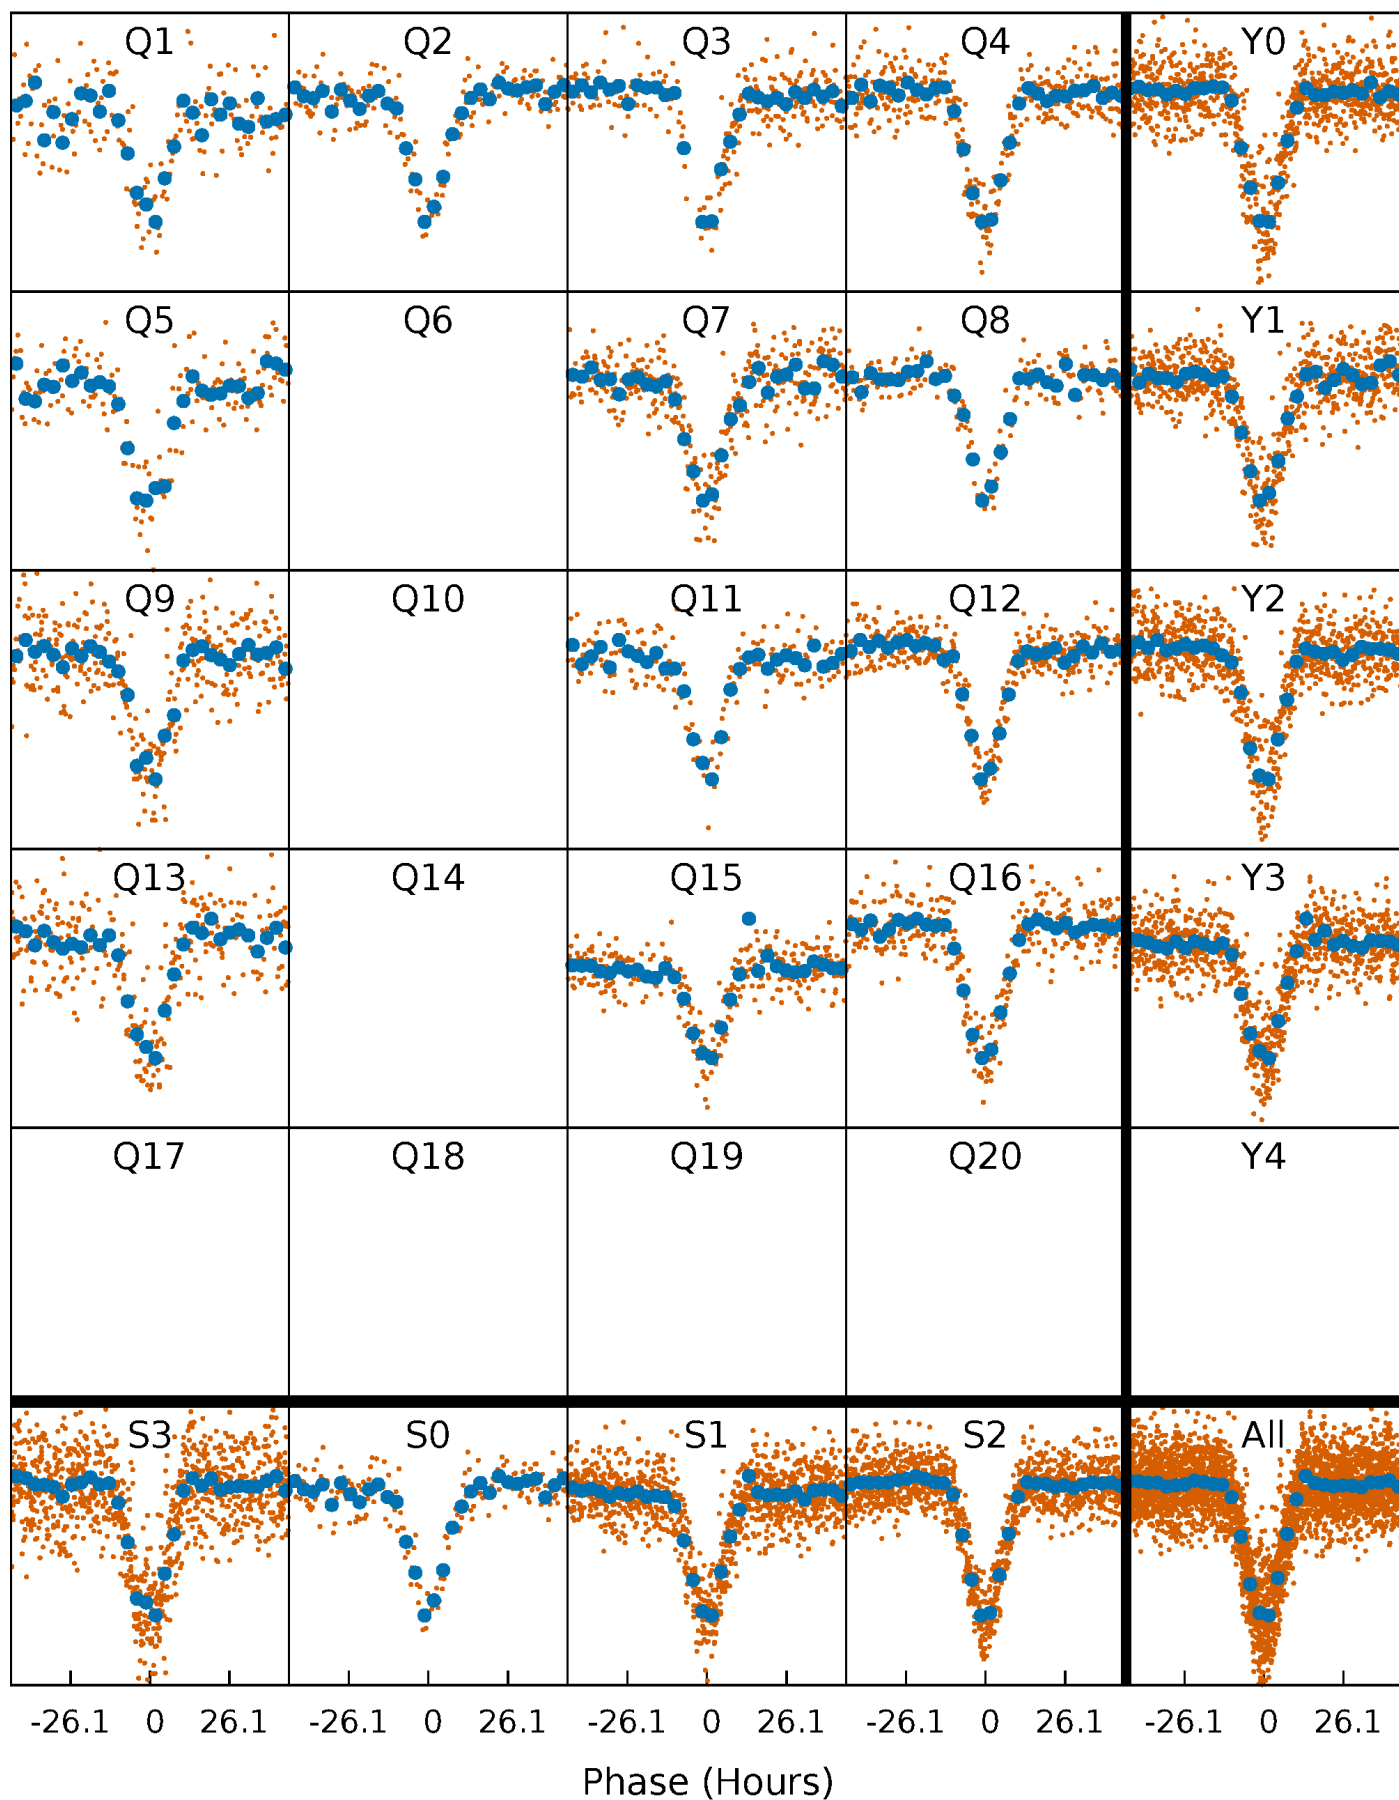 Q1 Q2 Q3 Q4 Y0
Q5 Q6 Q7 Q8 Y1
Q9 Q10 Q11 Q12 Y2
Q13 Q14 Q15 Q16 Y3
Q17 Q18 Q19 Q20 Y4
S3 S0 S1 S2 All
-26.1 0 26.1 -26.1 0 26.1 -26.1 0 26.1 -26.1 0 26.1 -26.1 0 26.1
Phase (Hours)